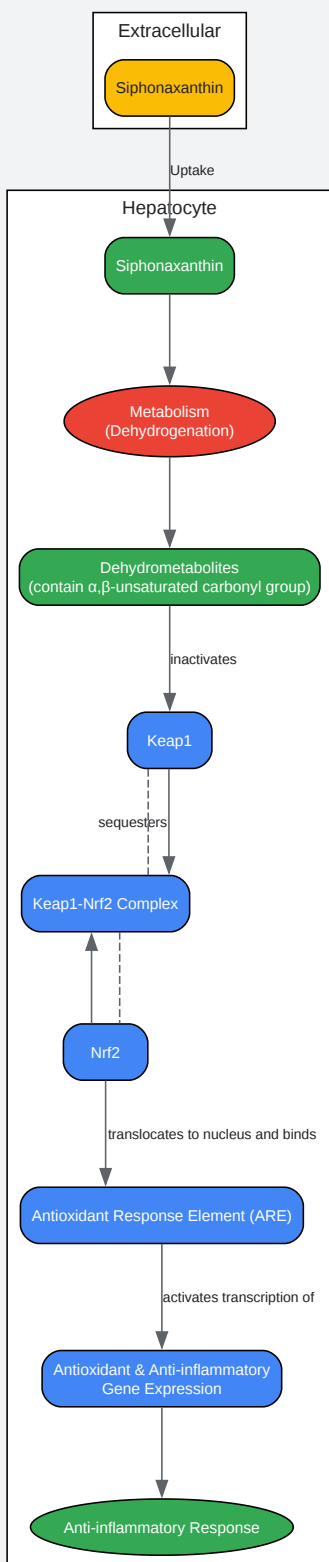 Extracellular
Siphonaxanthin
Uptake
Hepatocyte
Siphonaxanthin
Metabolism
(Dehydrogenation)
Dehydrometabolites
(contain α,β-unsaturated carbonyl group)
inactivates
Keap1
sequesters
Keap1-Nrf2 Complex
Nrf2
translocates to nucleus and binds
Antioxidant Response Element (ARE)
activates transcription of
Antioxidant & Anti-inflammatory
Gene Expression
Anti-inflammatory Response